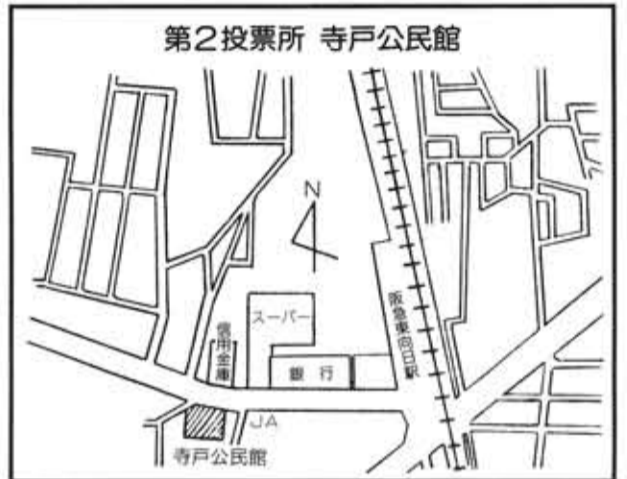 第2投票所 寺戸公民館
N
スーパー
信用金庫
銀行
阪急東向日駅
JA
寺戸公民館